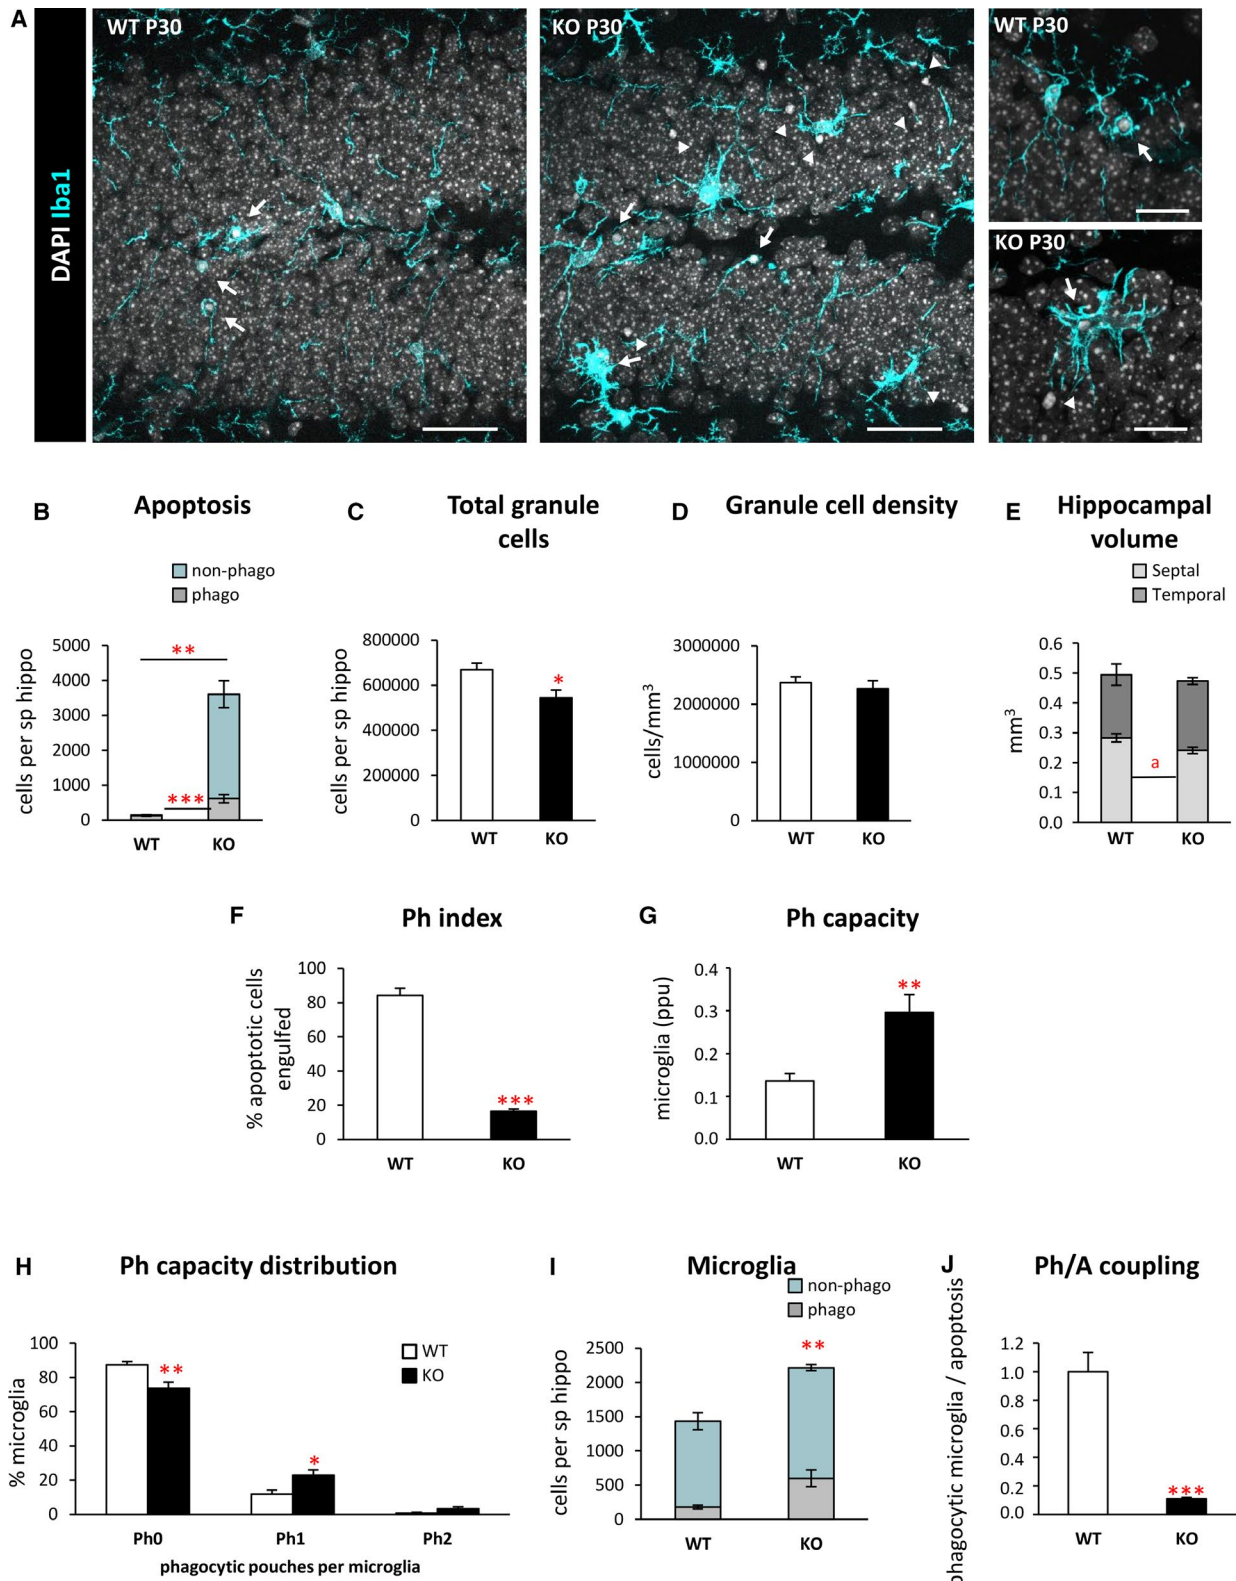 A
DAPI Iba1
WT P30
KO P30
WT P30
KO P30
B
Apoptosis
non-phago
phago
cells per sp hippo
5000
4000
3000
2000
1000
0
**
***
WT
KO
C
Total granule
cells
cells per sp hippo
800000
600000
400000
200000
0
*
WT
KO
D
Granule cell density
cells/mm³
3000000
2000000
1000000
0
WT
KO
E
Hippocampal
volume
Septal
Temporal
mm³
0.6
0.5
0.4
0.3
0.2
0.1
0.0
a
WT
KO
F
Ph index
% apoptotic cells
engulfed
100
80
60
40
20
0
***
WT
KO
G
Ph capacity
microglia (ppu)
0.4
0.3
0.2
0.1
0.0
**
WT
KO
H
Ph capacity distribution
WT
KO
% microglia
100
80
60
40
20
0
**
*
Ph0
Ph1
Ph2
phagocytic pouches per microglia
I
Microglia
non-phago
phago
cells per sp hippo
2500
2000
1500
1000
500
0
**
WT
KO
J
Ph/A coupling
phagocytic microglia / apoptosis
1.2
1.0
0.8
0.6
0.4
0.2
0.0
***
WT
KO